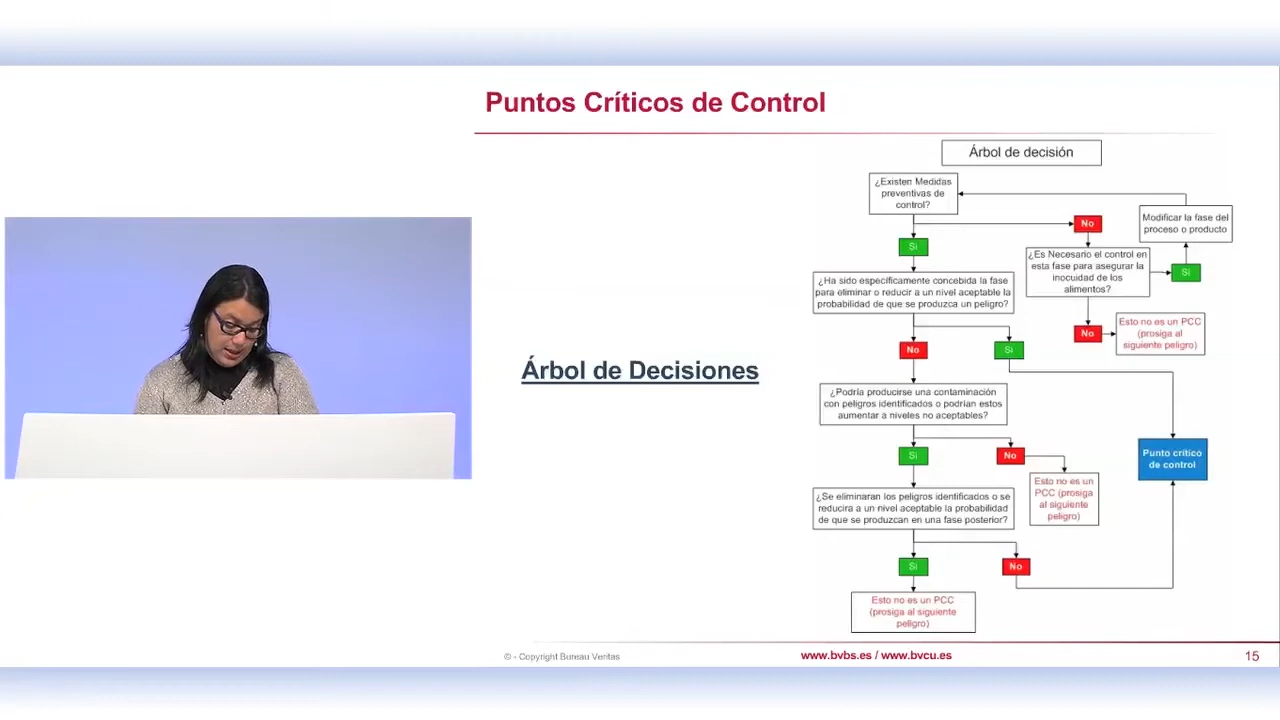 Puntos Críticos de Control
Árbol de decisión
¿Existen Medidas
preventivas de
control?
No
Modificar la fase del
proceso o producto
Si
¿Es Necesario el control en
esta fase para asegurar la
inocuidad de los
alimentos?
Si
¿Ha sido específicamente concebida la fase
para eliminar o reducir a un nivel aceptable la
probabilidad de que se produzca un peligro?
No
Esto no es un PCC
(prosiga al
siguiente peligro)
No
Si
Árbol de Decisiones
¿Podría producirse una contaminación
con peligros identificados o podrían estos
aumentar a niveles no aceptables?
Si
No
Punto crítico
de control
Esto no es un
PCC (prosiga
al siguiente
peligro)
¿Se eliminaran los peligros identificados o se
reducira a un nivel aceptable la probabilidad
de que se produzcan en una fase posterior?
Si
No
Esto no es un PCC
(prosiga al siguiente
peligro)
© - Copyright Bureau Veritas
www.bvbs.es / www.bvcu.es
15